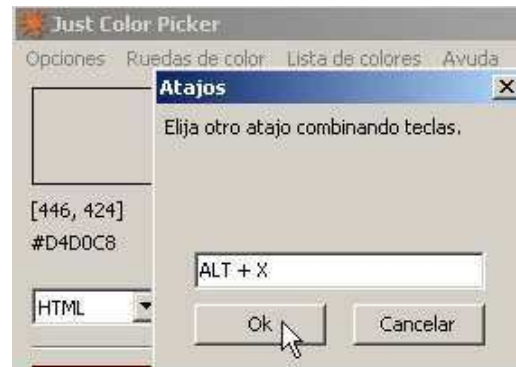 Just Color Picker
Opciones Ruedas de color Lista de colores Ayuda
Atajos
Elija otro atajo combinando teclas.
[446, 424]
#D4D0C8
ALT + X
HTML
Ok Cancelar